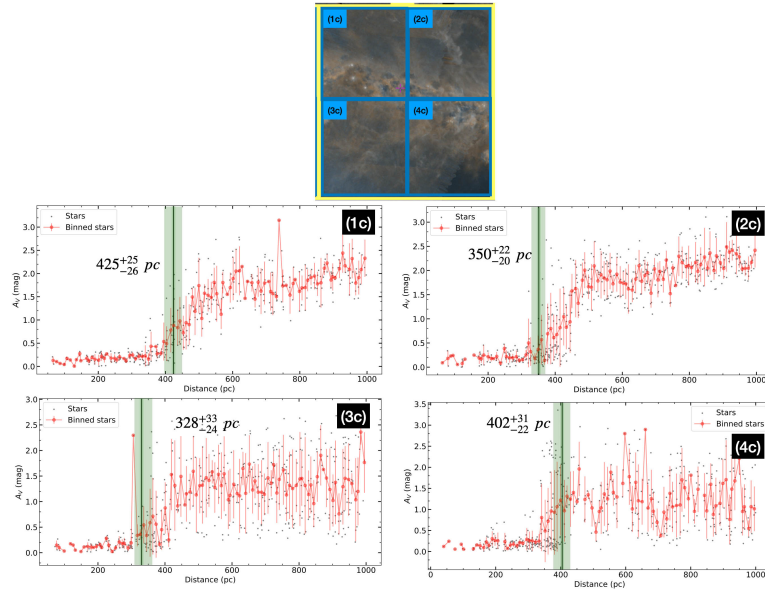 (1c)
(2c)
(3c)
(4c)
Stars
Binned stars
(1c)
425+25−26 pc
3.0
2.5
2.0
1.5
1.0
0.5
0.0
A_V (mag)
200 400 600 800 1000
Distance (pc)
Stars
Binned stars
(2c)
350+22−20 pc
3.0
2.5
2.0
1.5
1.0
0.5
0.0
A_V (mag)
200 400 600 800 1000
Distance (pc)
Stars
Binned stars
(3c)
328+33−24 pc
3.0
2.5
2.0
1.5
1.0
0.5
0.0
A_V (mag)
200 400 600 800 1000
Distance (pc)
Stars
Binned stars
(4c)
402+31−22 pc
3.5
3.0
2.5
2.0
1.5
1.0
0.5
0.0
A_V (mag)
0 200 400 600 800 1000
Distance (pc)